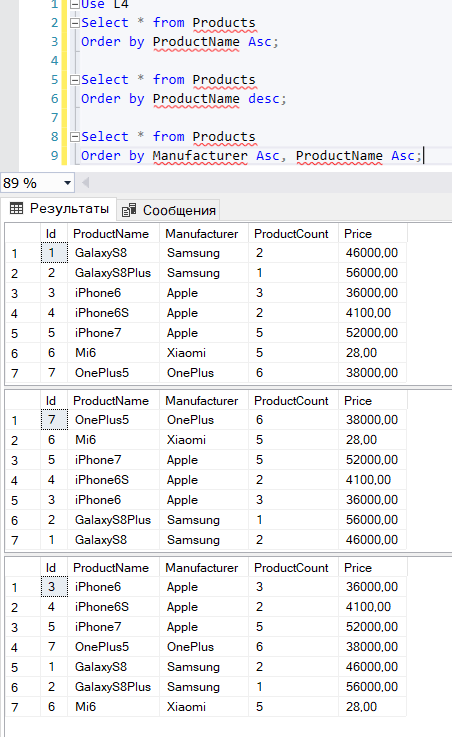 1 Use L4
2 Select * from Products
3 Order by ProductName Asc;
4
5 Select * from Products
6 Order by ProductName desc;
7
8 Select * from Products
9 Order by Manufacturer Asc, ProductName Asc;
89 %
Результаты Сообщения
Id ProductName Manufacturer ProductCount Price
1 1 GalaxyS8 Samsung 2 46000,00
2 2 GalaxyS8Plus Samsung 1 56000,00
3 3 iPhone6 Apple 3 36000,00
4 4 iPhone6S Apple 2 4100,00
5 5 iPhone7 Apple 5 52000,00
6 6 Mi6 Xiaomi 5 28,00
7 7 OnePlus5 OnePlus 6 38000,00
Id ProductName Manufacturer ProductCount Price
1 7 OnePlus5 OnePlus 6 38000,00
2 6 Mi6 Xiaomi 5 28,00
3 5 iPhone7 Apple 5 52000,00
4 4 iPhone6S Apple 2 4100,00
5 3 iPhone6 Apple 3 36000,00
6 2 GalaxyS8Plus Samsung 1 56000,00
7 1 GalaxyS8 Samsung 2 46000,00
Id ProductName Manufacturer ProductCount Price
1 3 iPhone6 Apple 3 36000,00
2 4 iPhone6S Apple 2 4100,00
3 5 iPhone7 Apple 5 52000,00
4 7 OnePlus5 OnePlus 6 38000,00
5 1 GalaxyS8 Samsung 2 46000,00
6 2 GalaxyS8Plus Samsung 1 56000,00
7 6 Mi6 Xiaomi 5 28,00